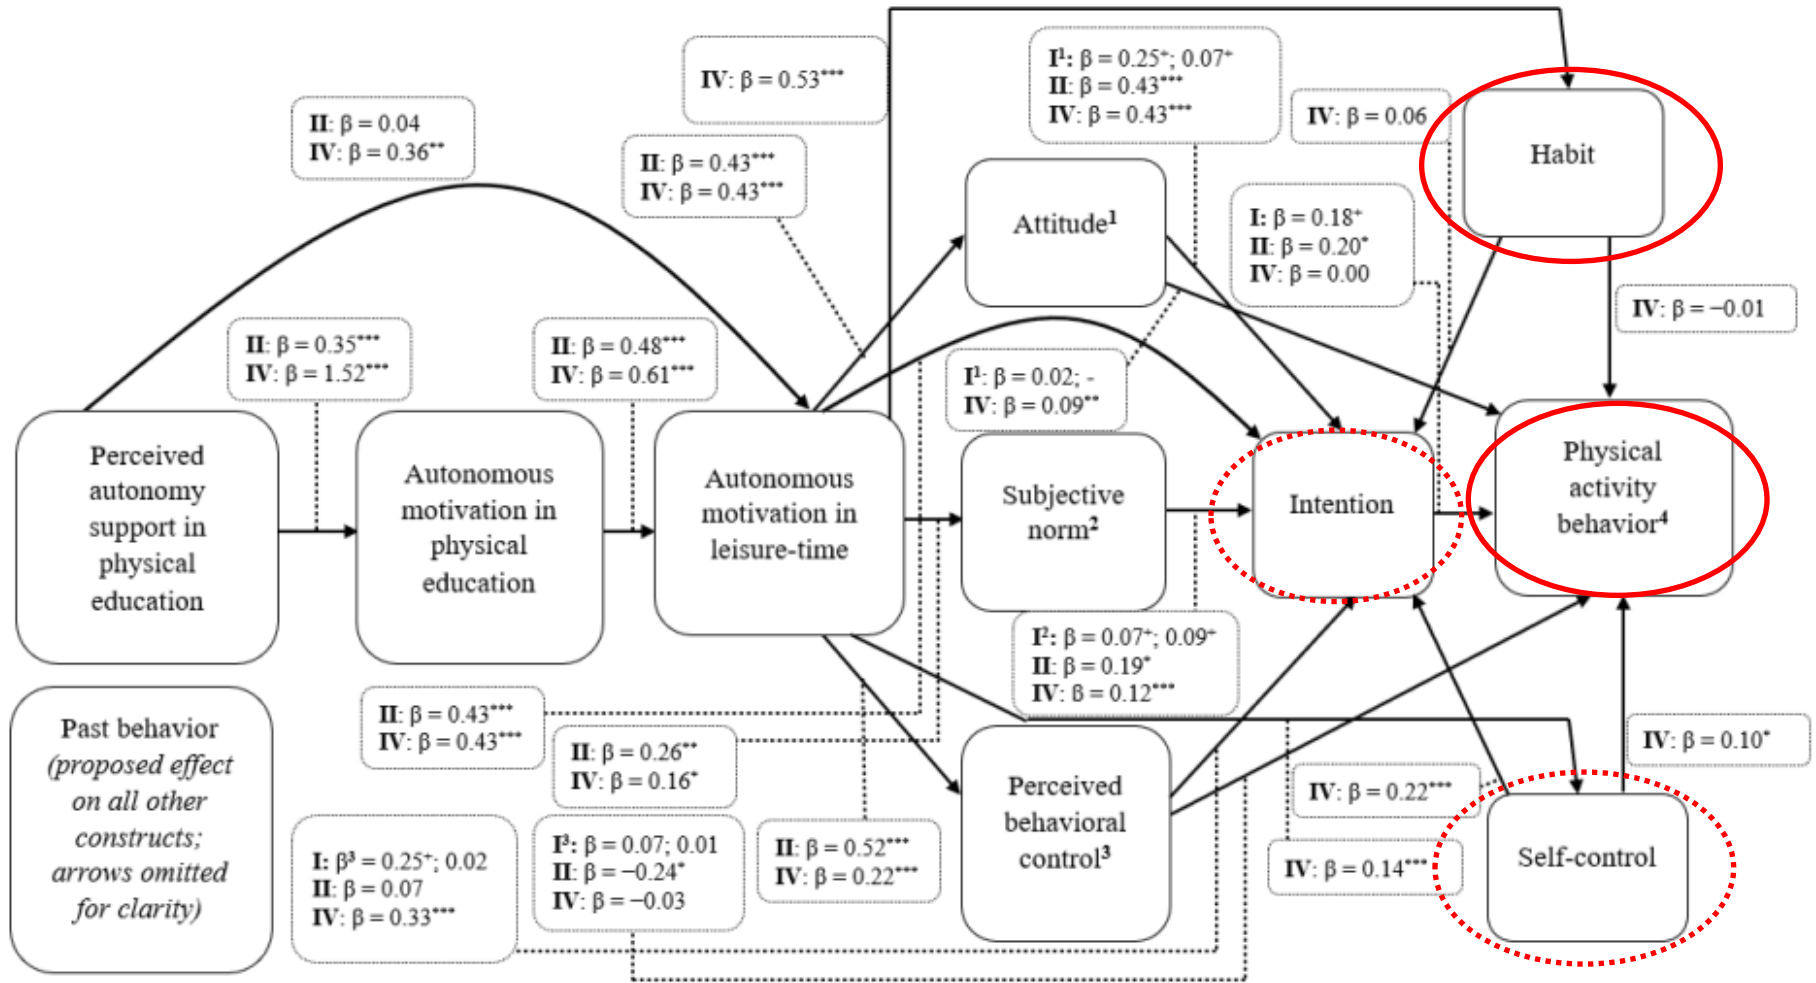 IV: β = 0.53***
I¹: β = 0.25⁺; 0.07⁺
II: β = 0.43***
IV: β = 0.43***
IV: β = 0.06
Habit
II: β = 0.04
IV: β = 0.36**
II: β = 0.43***
IV: β = 0.43***
Attitude¹
I: β = 0.18⁺
II: β = 0.20*
IV: β = 0.00
IV: β = −0.01
II: β = 0.35***
IV: β = 1.52***
II: β = 0.48***
IV: β = 0.61***
I¹: β = 0.02; -
IV: β = 0.09**
Perceived
autonomy
support in
physical
education
Autonomous
motivation in
physical
education
Autonomous
motivation in
leisure-time
Subjective
norm²
Intention
Physical
activity
behavior⁴
I²: β = 0.07⁺; 0.09⁺
II: β = 0.19*
IV: β = 0.12***
Past behavior
(proposed effect
on all other
constructs;
arrows omitted
for clarity)
II: β = 0.43***
IV: β = 0.43***
II: β = 0.26**
IV: β = 0.16*
Perceived
behavioral
control³
IV: β = 0.22***
IV: β = 0.10*
I: β³ = 0.25⁺; 0.02
II: β = 0.07
IV: β = 0.33***
I³: β = 0.07; 0.01
II: β = −0.24*
IV: β = −0.03
II: β = 0.52***
IV: β = 0.22***
IV: β = 0.14***
Self-control